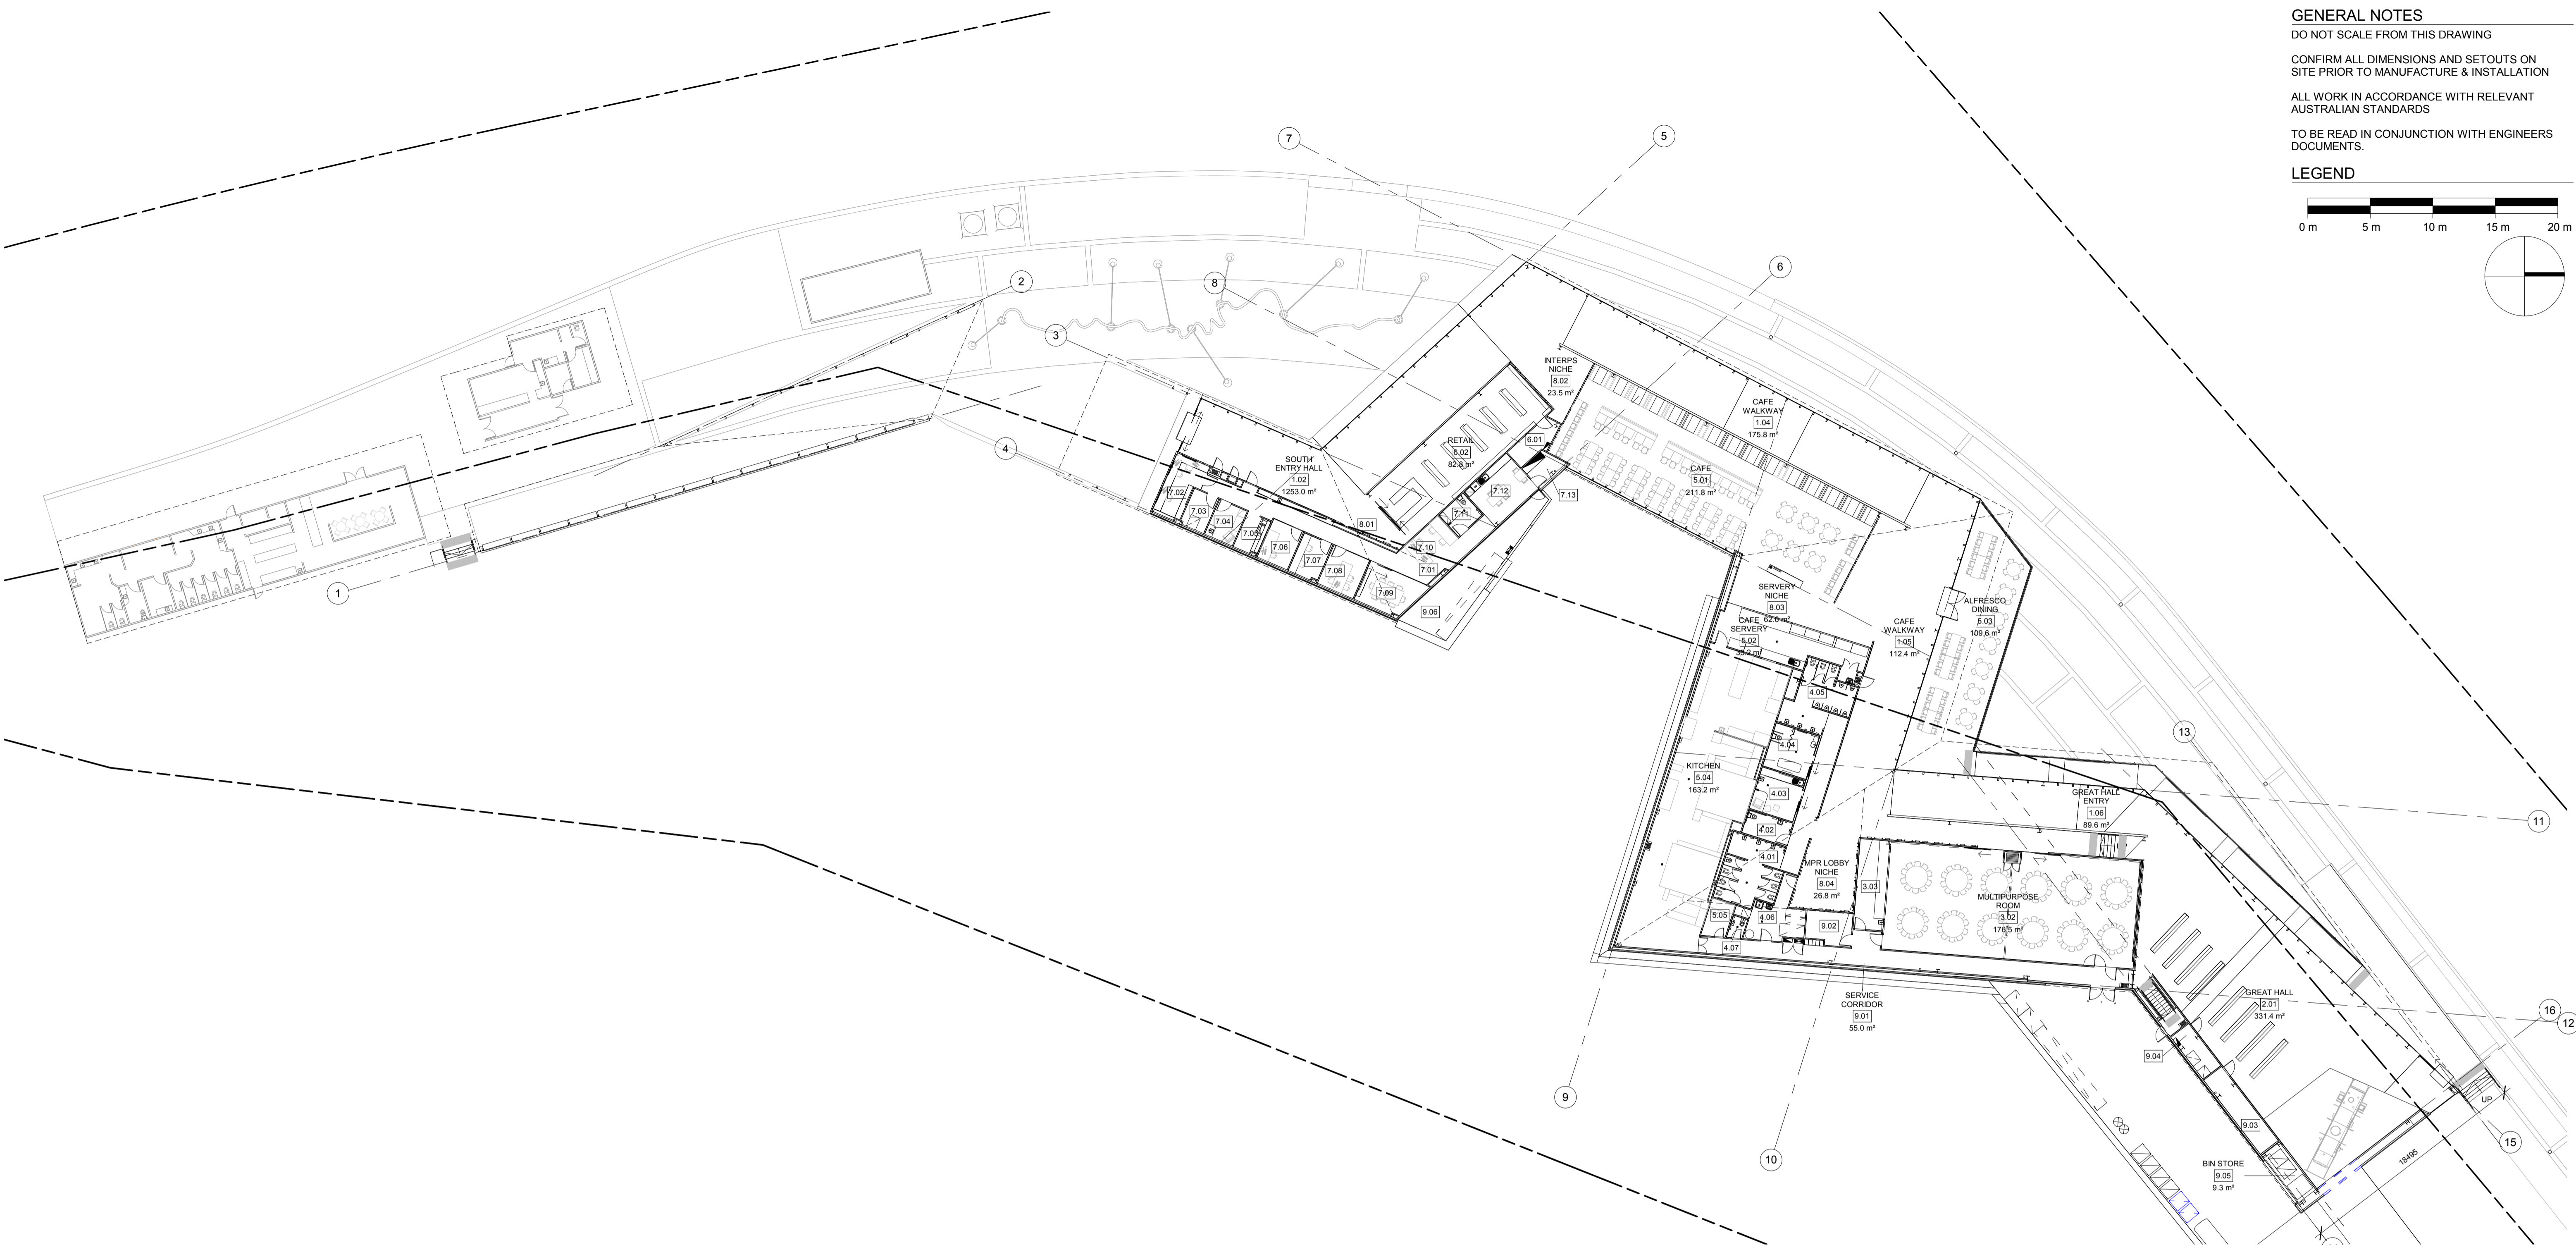 GENERAL NOTES
DO NOT SCALE FROM THIS DRAWING
CONFIRM ALL DIMENSIONS AND SETOUTS ON
SITE PRIOR TO MANUFACTURE & INSTALLATION
ALL WORK IN ACCORDANCE WITH RELEVANT
AUSTRALIAN STANDARDS
TO BE READ IN CONJUNCTION WITH ENGINEERS
DOCUMENTS.
LEGEND
0 m 5 m 10 m 15 m 20 m
7
5
6
8
2
3
4
1
INTERPS
NICHE
8.02
23.5 m²
CAFE
WALKWAY
1.04
175.8 m²
RETAIL
6.02
82.8 m²
6.01
SOUTH
ENTRY HALL
1.02
1253.0 m²
CAFE
5.01
211.8 m²
7.02
7.03
7.04
7.05
7.06
7.07
7.08
7.09
8.01
7.10
7.01
7.11
7.12
7.13
9.06
SERVERY
NICHE
8.03
62.6 m²
CAFE
SERVERY
5.02
35.2 m²
CAFE
WALKWAY
1.05
112.4 m²
ALFRESCO
DINING
5.03
109.6 m²
4.05
4.04
KITCHEN
5.04
163.2 m²
4.03
4.02
4.01
MPR LOBBY
NICHE
8.04
26.8 m²
3.03
GREAT HALL
ENTRY
1.06
89.6 m²
MULTIPURPOSE
ROOM
3.02
176.5 m²
5.05
4.06
9.02
4.07
SERVICE
CORRIDOR
9.01
55.0 m²
GREAT HALL
2.01
331.4 m²
9.04
9.03
BIN STORE
9.05
9.3 m²
UP
18495
13
11
16
12
15
9
10